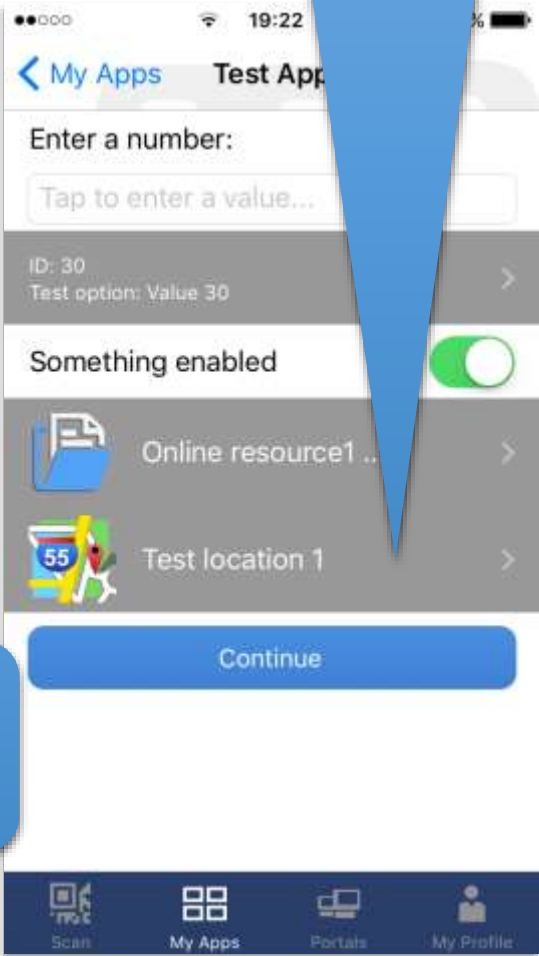 19:22 %
My Apps Test App
Enter a number:
Tap to enter a value...
ID: 30
Test option: Value 30
Something enabled
Online resource1 ..
55 Test location 1
Continue
Scan My Apps Portals My Profile